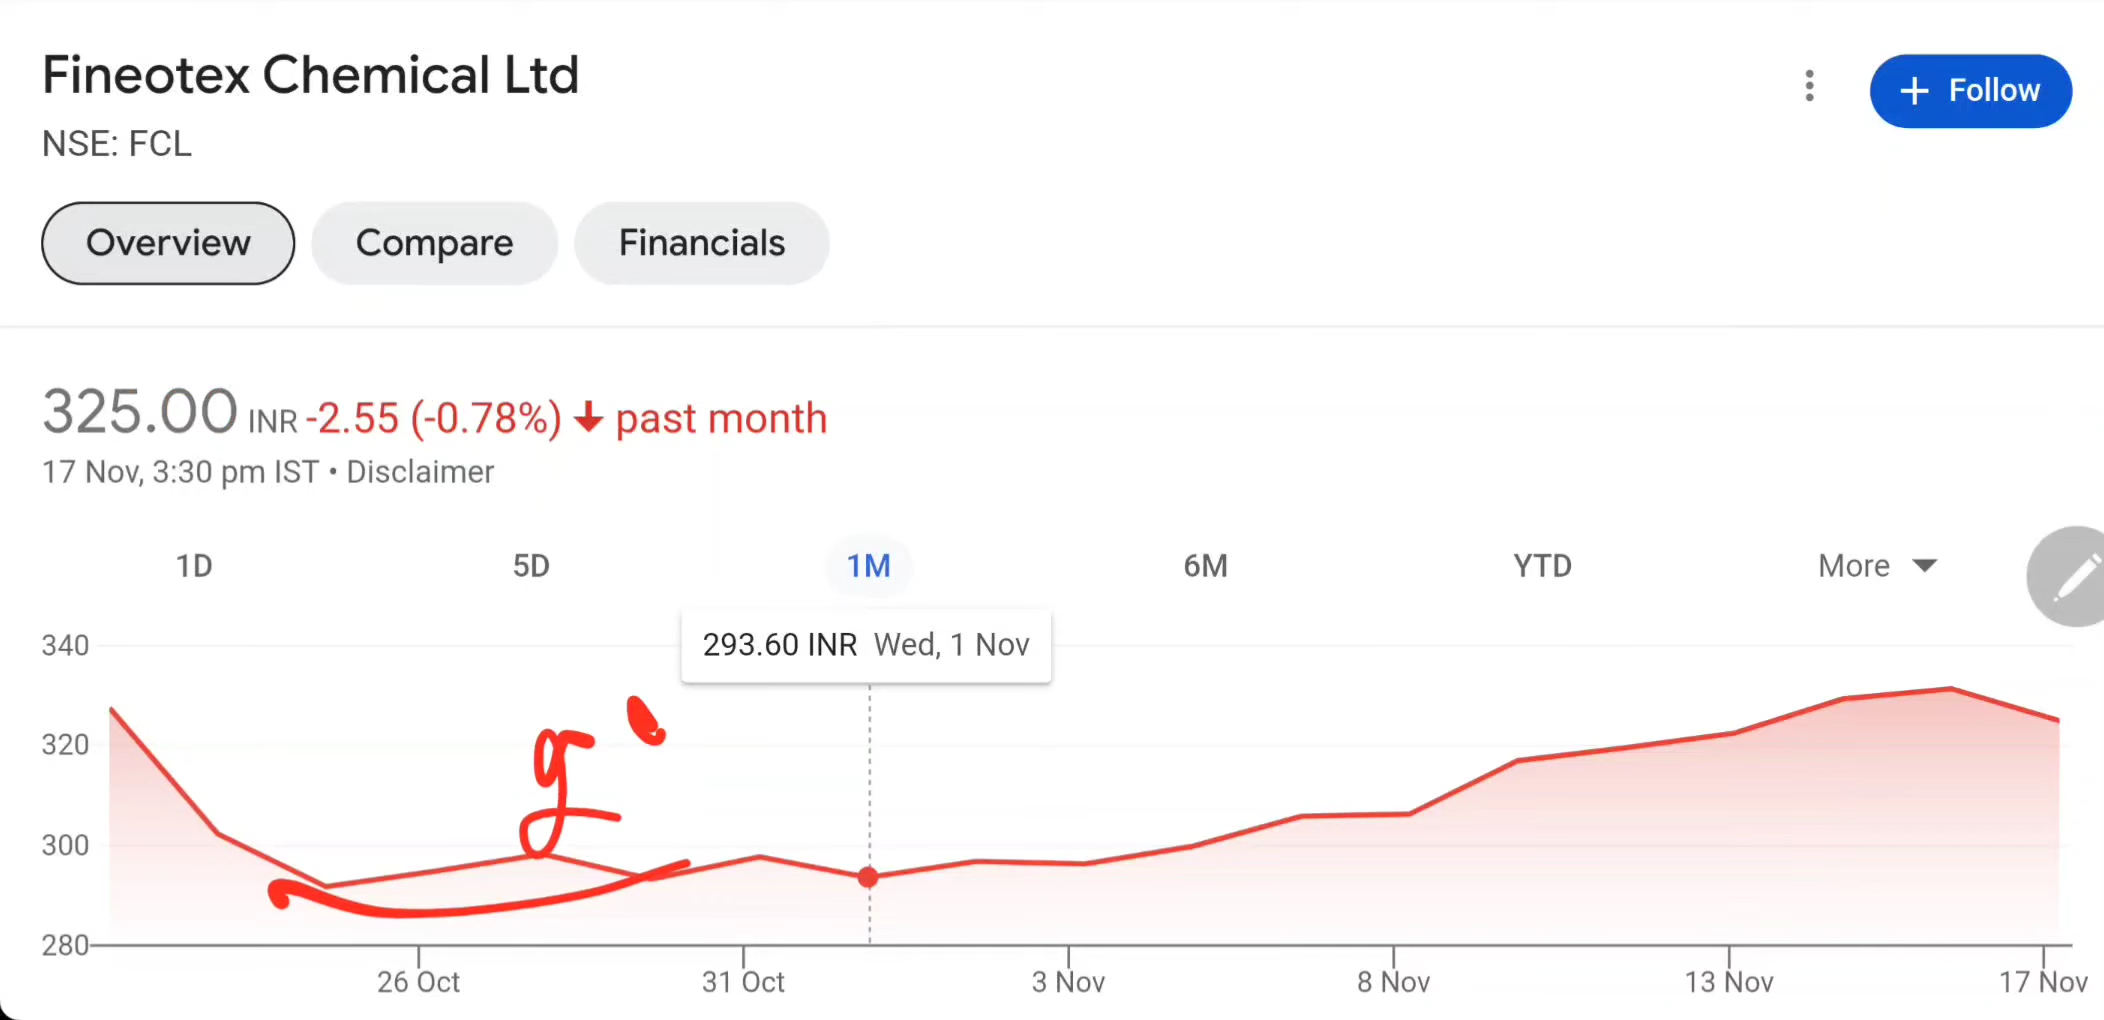 Fineotex Chemical Ltd
+ Follow
NSE: FCL
Overview Compare Financials
325.00 INR -2.55 (-0.78%) ↓ past month
17 Nov, 3:30 pm IST • Disclaimer
1D 5D 1M 6M YTD More
293.60 INR Wed, 1 Nov
340
320
300
280
26 Oct 31 Oct 3 Nov 8 Nov 13 Nov 17 Nov